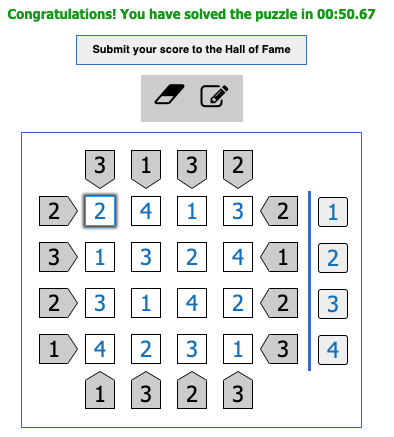 Congratulations! You have solved the puzzle in 00:50.67
Submit your score to the Hall of Fame
3 1 3 2
2 2 4 1 3 2 1
3 1 3 2 4 1 2
2 3 1 4 2 2 3
1 4 2 3 1 3 4
1 3 2 3